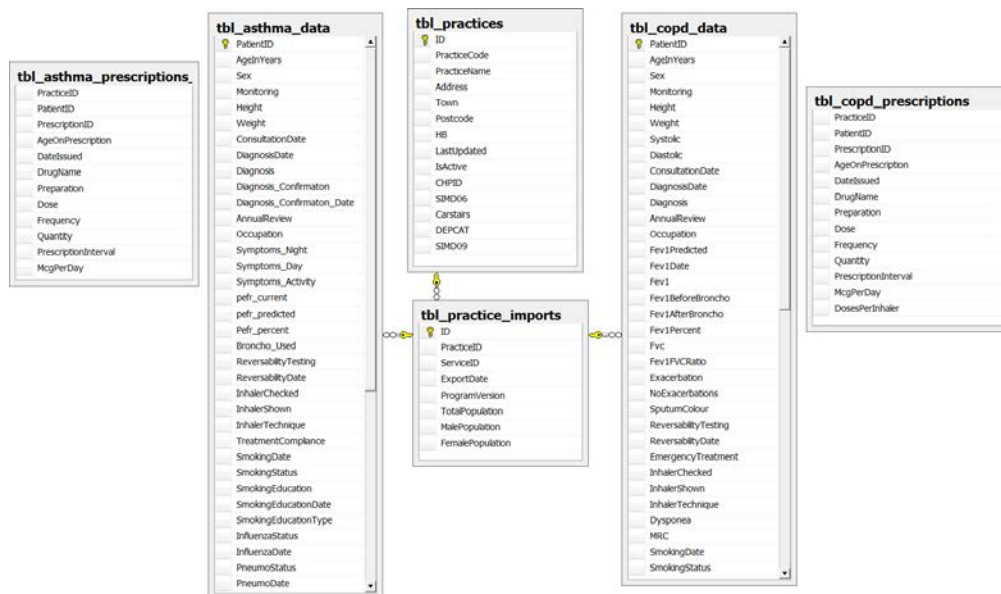 tbl_asthma_prescriptions_
PracticeID
PatientID
PrescriptionID
AgeOnPrescription
DateIssued
DrugName
Preparation
Dose
Frequency
Quantity
PrescriptionInterval
McgPerDay
tbl_asthma_data
PatientID
AgeInYears
Sex
Monitoring
Height
Weight
ConsultationDate
DiagnosisDate
Diagnosis
Diagnosis_Confirmaton
Diagnosis_Confirmaton_Date
AnnualReview
Occupation
Symptoms_Night
Symptoms_Day
Symptoms_Activity
pefr_current
pefr_predicted
Pefr_percent
Broncho_Used
ReversabilityTesting
ReversabilityDate
InhalerChecked
InhalerShown
InhalerTechnique
TreatmentCompliance
SmokingDate
SmokingStatus
SmokingEducation
SmokingEducationDate
SmokingEducationType
InfluenzaStatus
InfluenzaDate
PneumoStatus
PneumoDate
tbl_practices
ID
PracticeCode
PracticeName
Address
Town
Postcode
HB
LastUpdated
IsActive
CHPID
SIMD06
Carstairs
DEPCAT
SIMD09
tbl_practice_imports
ID
PracticeID
ServiceID
ExportDate
ProgramVersion
TotalPopulation
MalePopulation
FemalePopulation
tbl_copd_data
PatientID
AgeInYears
Sex
Monitoring
Height
Weight
Systolic
Diastolic
ConsultationDate
DiagnosisDate
Diagnosis
AnnualReview
Occupation
Fev1Predicted
Fev1Date
Fev1
Fev1BeforeBroncho
Fev1AfterBroncho
Fev1Percent
Fvc
Fev1FVCRatio
Exacerbation
NoExacerbations
SputumColour
ReversabilityTesting
ReversabilityDate
EmergencyTreatment
InhalerChecked
InhalerShown
InhalerTechnique
Dysponea
MRC
SmokingDate
SmokingStatus
tbl_copd_prescriptions
PracticeID
PatientID
PrescriptionID
AgeOnPrescription
DateIssued
DrugName
Preparation
Dose
Frequency
Quantity
PrescriptionInterval
McgPerDay
DosesPerInhaler